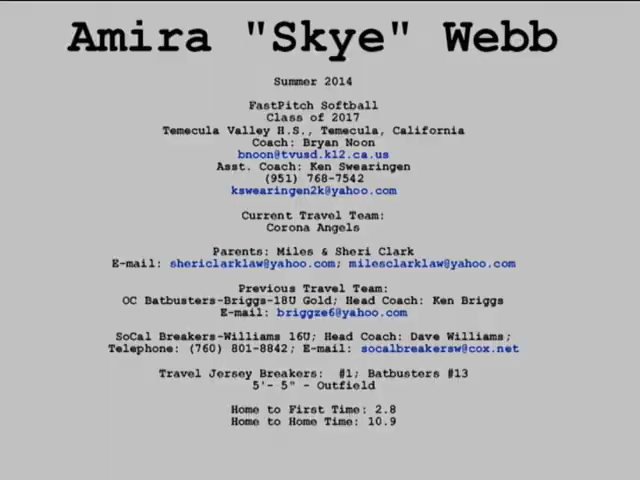 Amira "Skye" Webb
Summer 2014
FastPitch Softball
Class of 2017
Temecula Valley H.S., Temecula, California
Coach: Bryan Noon
bnoon@tvusd.k12.ca.us
Asst. Coach: Ken Swearingen
(951) 768-7542
kswearingen2k@yahoo.com
Current Travel Team:
Corona Angels
Parents: Miles & Sheri Clark
E-mail: shericlarklaw@yahoo.com; milesclarklaw@yahoo.com
Previous Travel Team:
OC Batbusters-Briggs-18U Gold; Head Coach: Ken Briggs
E-mail: briggze6@yahoo.com
SoCal Breakers-Williams 16U; Head Coach: Dave Williams;
Telephone: (760) 801-8842; E-mail: socalbreakersw@cox.net
Travel Jersey Breakers: #1; Batbusters #13
5'- 5" - Outfield
Home to First Time: 2.8
Home to Home Time: 10.9